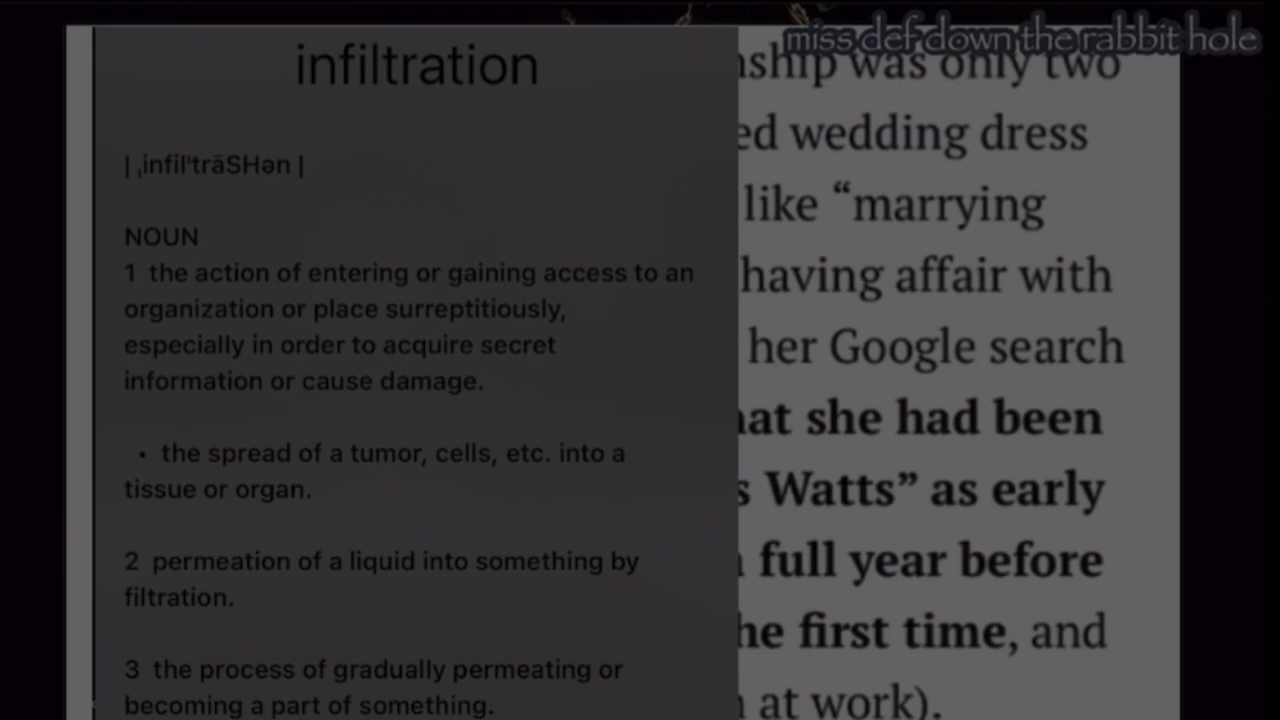 miss def down the rabbit hole
infiltration
| ˌinfilˈtrāSHən |
NOUN
1 the action of entering or gaining access to an
organization or place surreptitiously,
especially in order to acquire secret
information or cause damage.
• the spread of a tumor, cells, etc. into a
tissue or organ.
2 permeation of a liquid into something by
filtration.
3 the process of gradually permeating or
becoming a part of something.
was only two
wedding dress
like “marrying
having affair with
her Google search
she had been
Watts” as early
full year before
first time, and
at work).